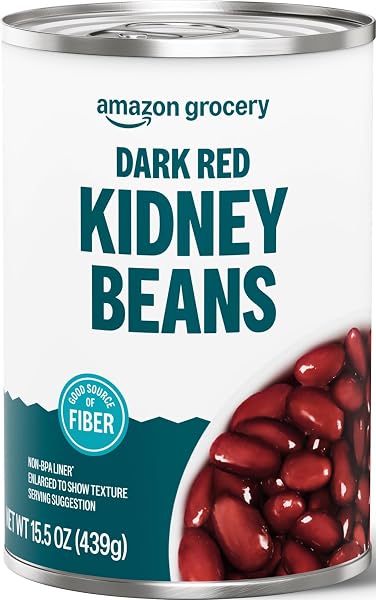 amazon grocery
DARK RED
KIDNEY
BEANS
GOOD SOURCE
OF
FIBER
NON-BPA LINER*
ENLARGED TO SHOW TEXTURE
SERVING SUGGESTION
NET WT 15.5 OZ (439g)